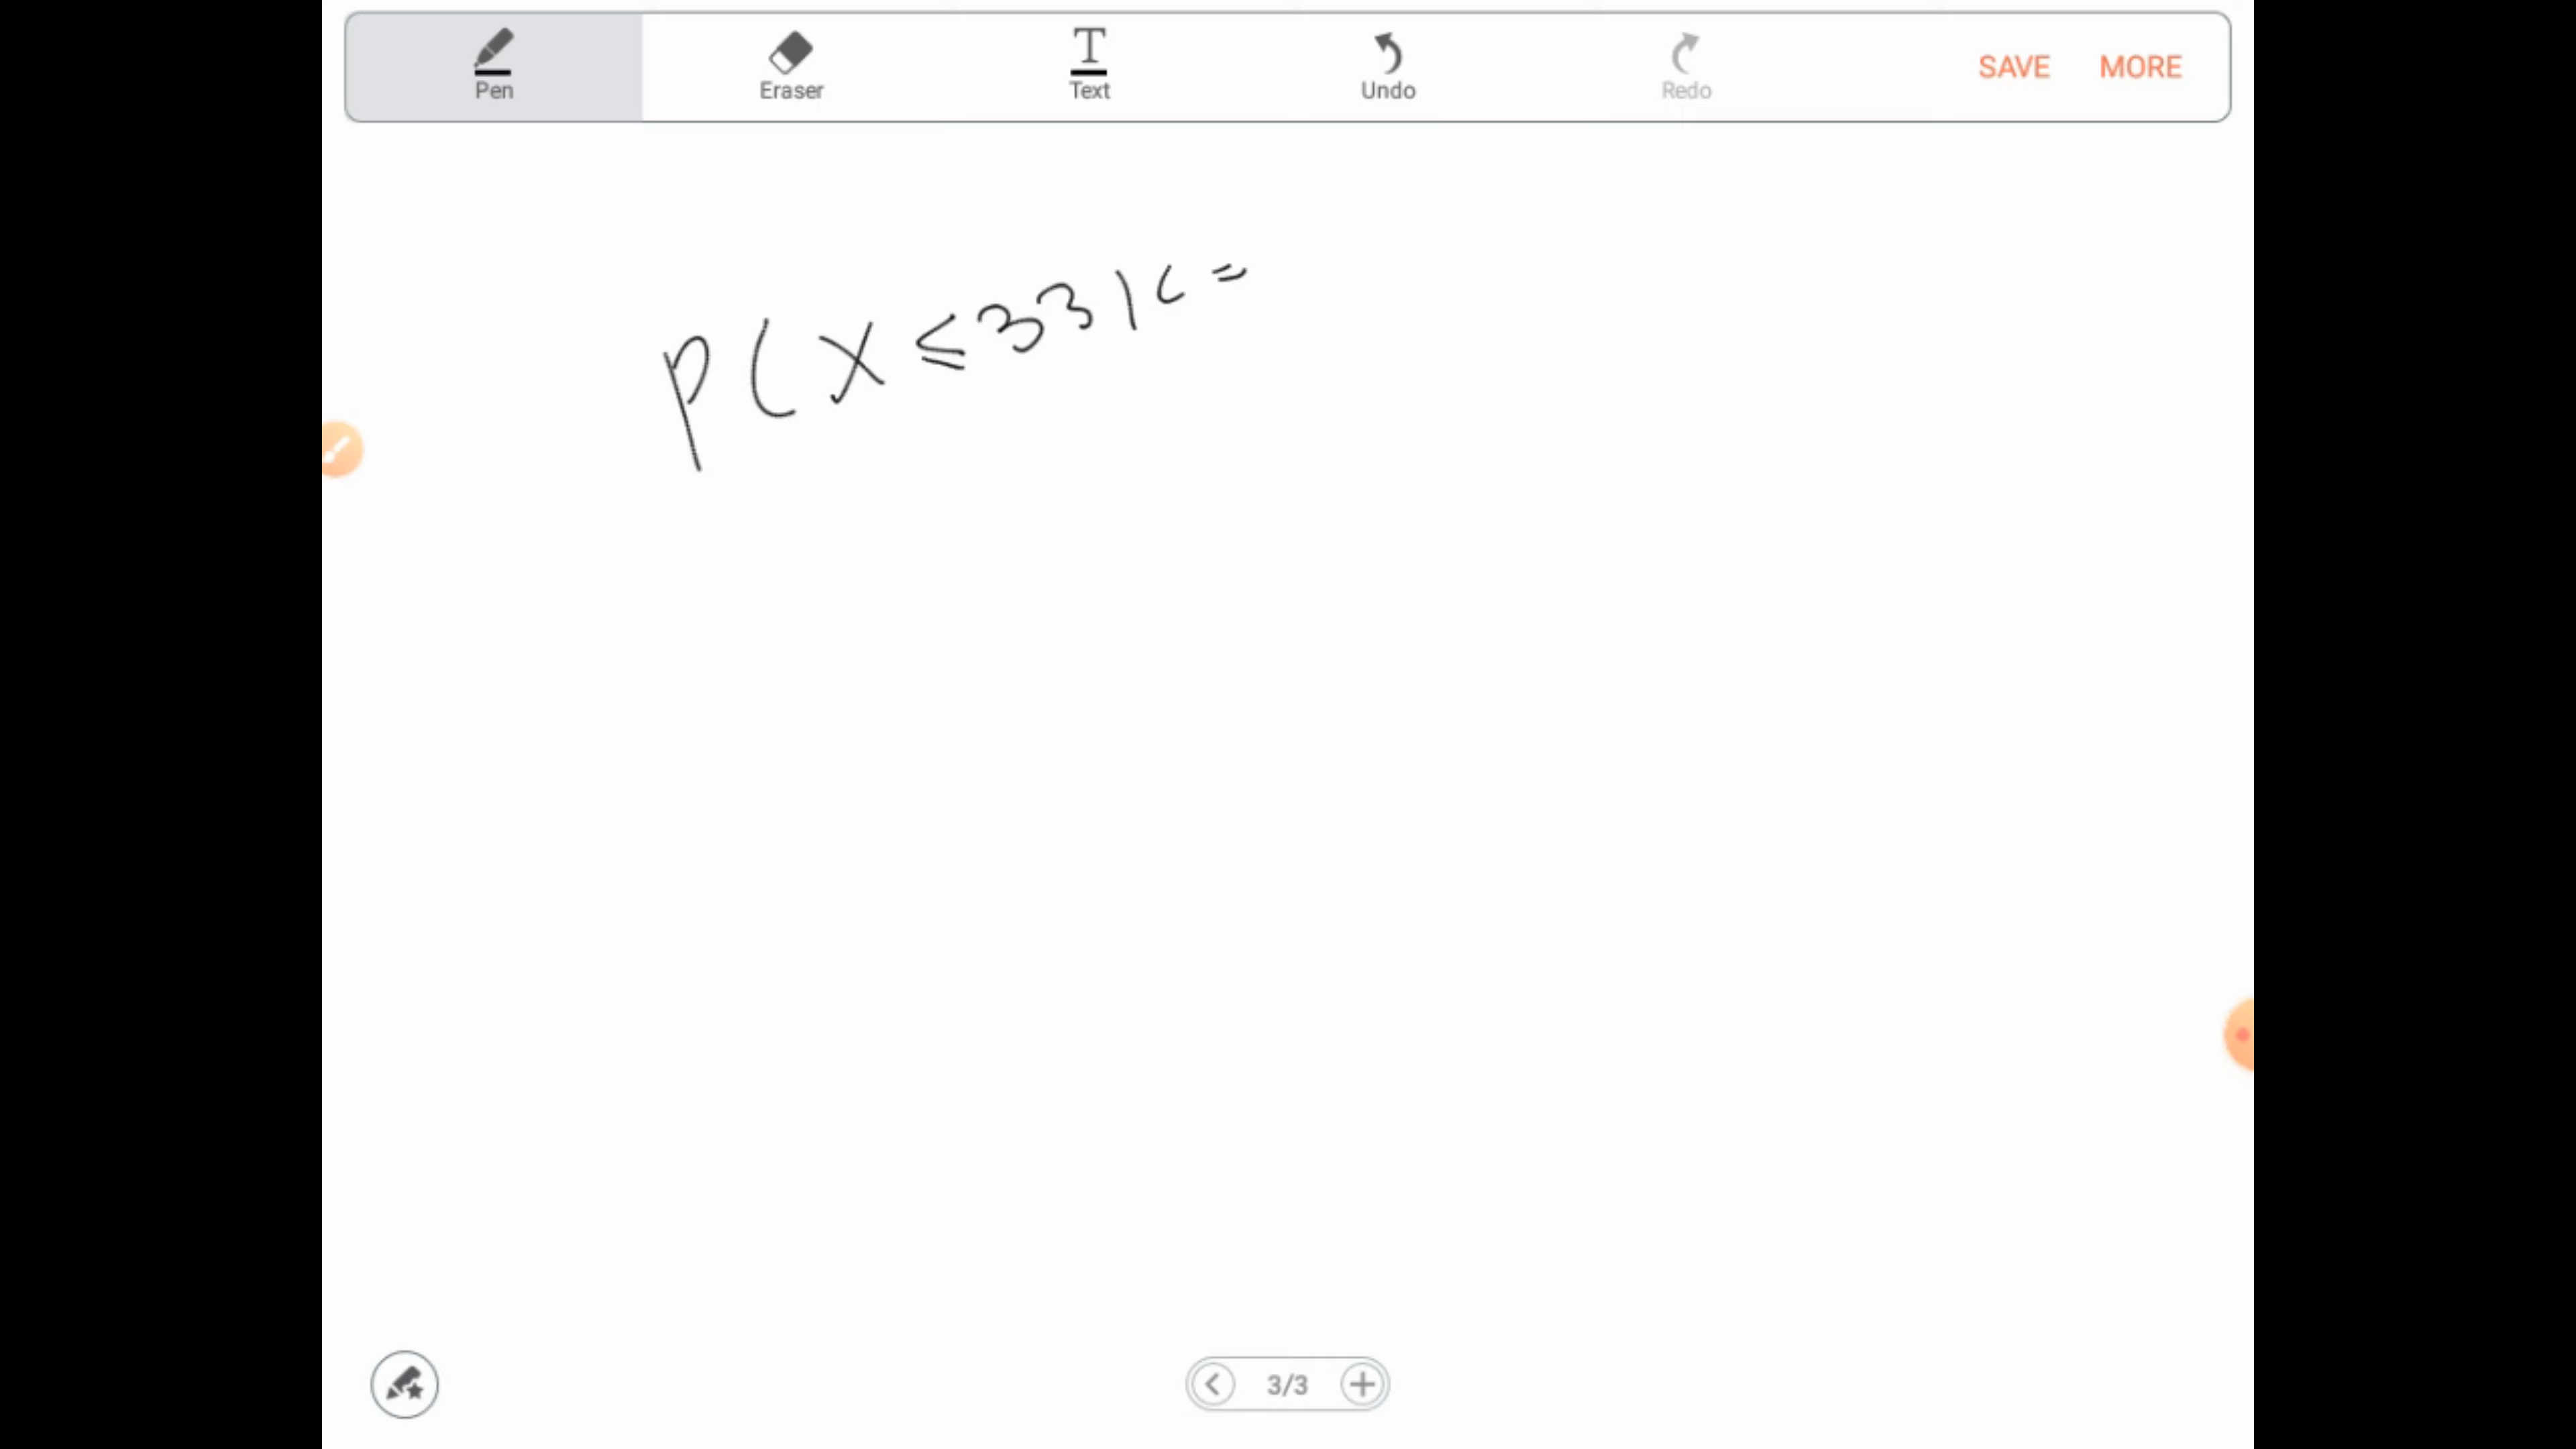 Pen Eraser Text Undo Redo SAVE MORE
P(X≤33|c=
3/3